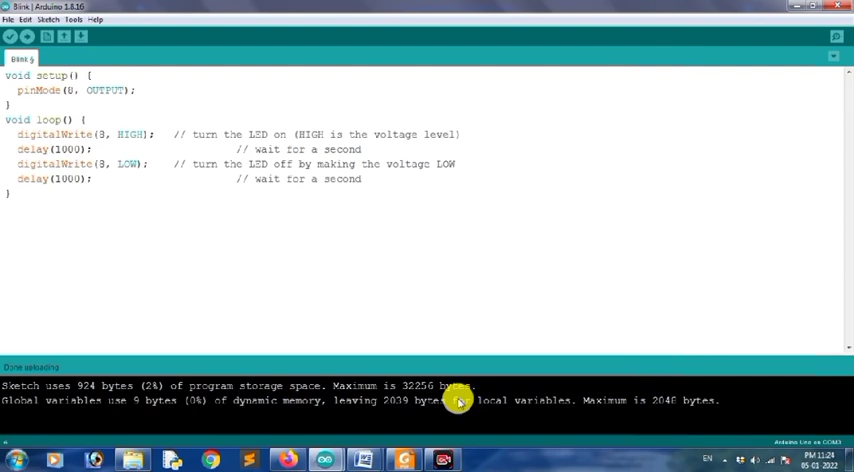 Blink | Arduino 1.8.16
File Edit Sketch Tools Help
Blink §
void setup() {
pinMode(8, OUTPUT);
}
void loop() {
digitalWrite(8, HIGH); // turn the LED on (HIGH is the voltage level)
delay(1000); // wait for a second
digitalWrite(8, LOW); // turn the LED off by making the voltage LOW
delay(1000); // wait for a second
}
Done uploading
Sketch uses 924 bytes (2%) of program storage space. Maximum is 32256 bytes.
Global variables use 9 bytes (0%) of dynamic memory, leaving 2039 bytes for local variables. Maximum is 2048 bytes.
Arduino Uno on COM3
EN
PM 11:24
05-01-2022